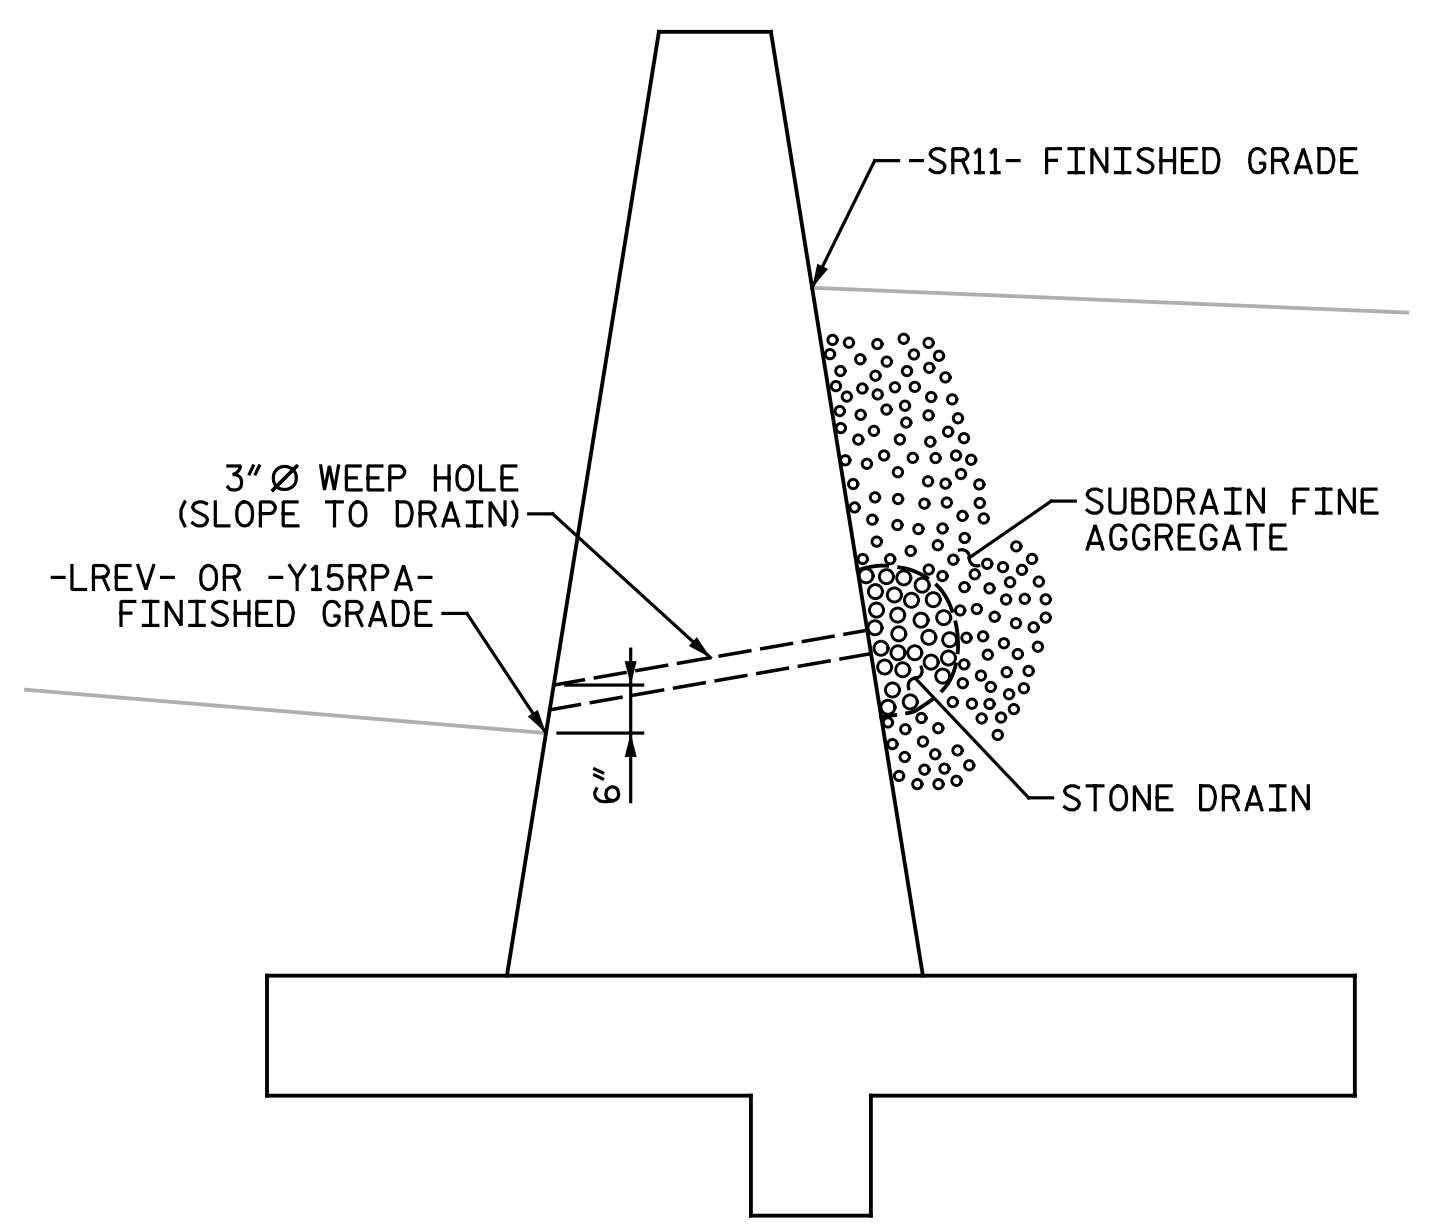 -SR11- FINISHED GRADE
3" Ø WEEP HOLE
(SLOPE TO DRAIN)
SUBDRAIN FINE
AGGREGATE
-LREV- OR -Y15RPA-
FINISHED GRADE
6"
STONE DRAIN